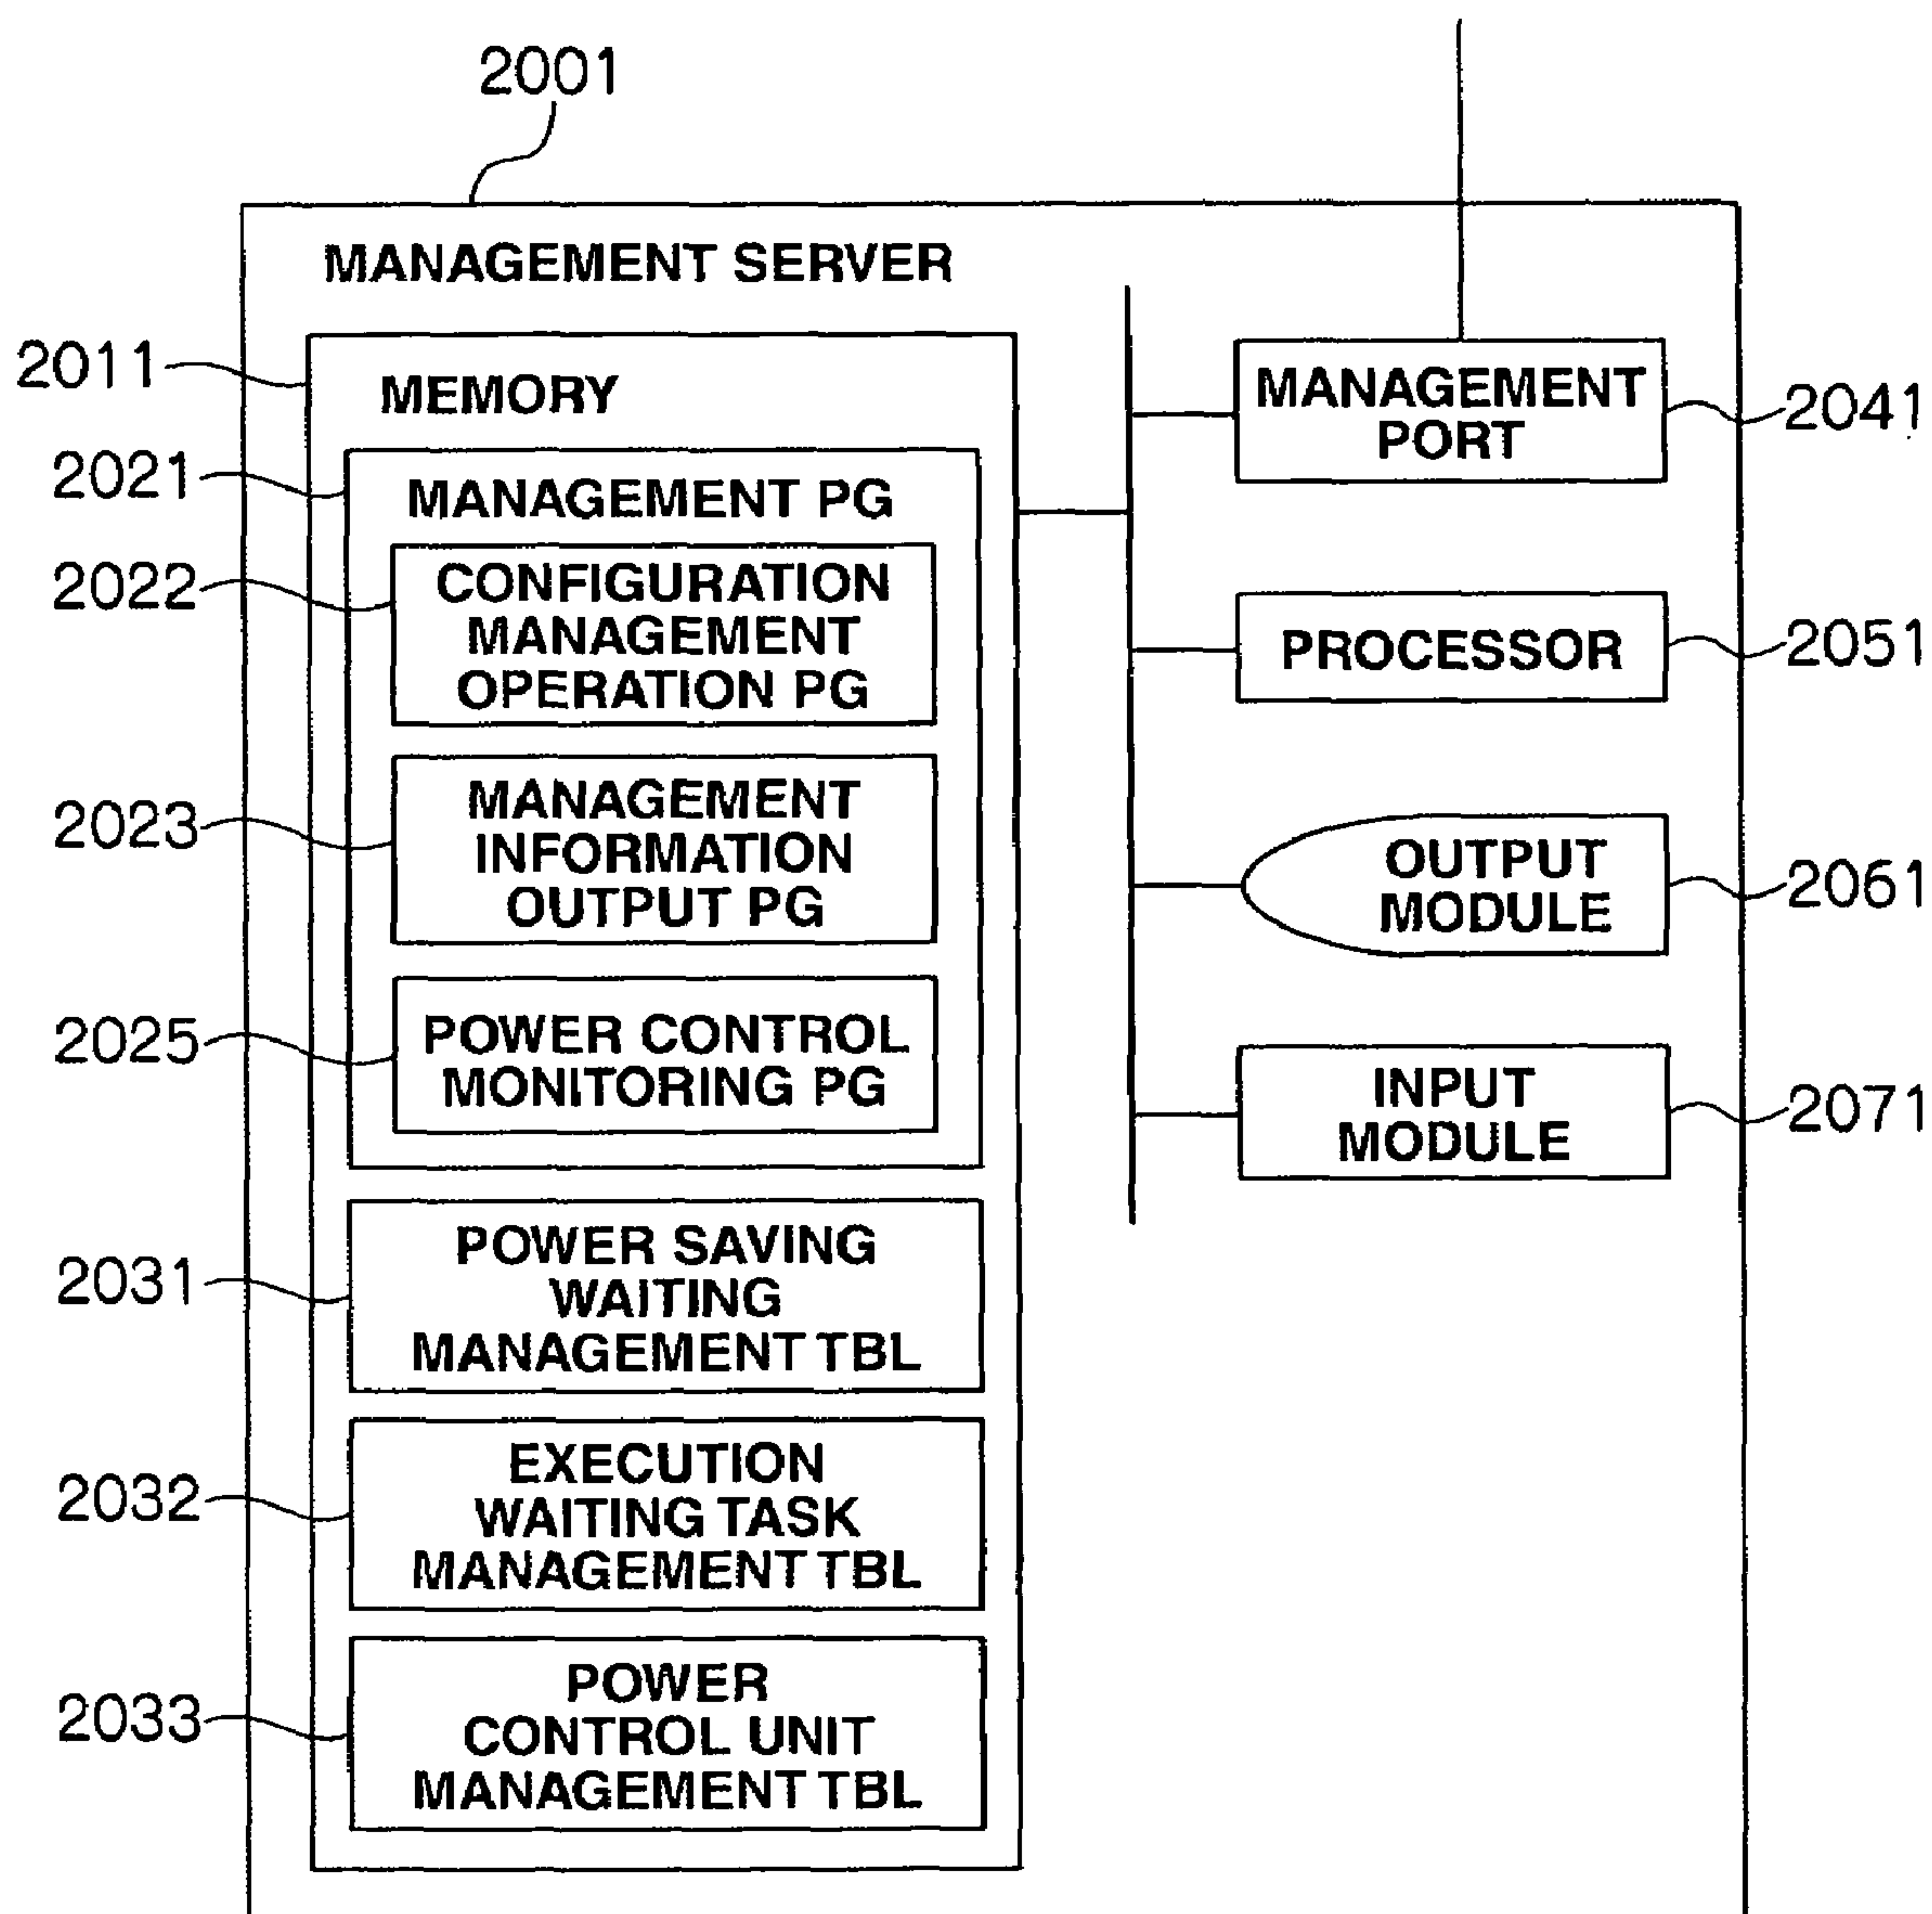 2001
MANAGEMENT SERVER
2011
MEMORY
2021
MANAGEMENT PG
2022
CONFIGURATION
MANAGEMENT
OPERATION PG
2023
MANAGEMENT
INFORMATION
OUTPUT PG
2025
POWER CONTROL
MONITORING PG
2031
POWER SAVING
WAITING
MANAGEMENT TBL
2032
EXECUTION
WAITING TASK
MANAGEMENT TBL
2033
POWER
CONTROL UNIT
MANAGEMENT TBL
MANAGEMENT
PORT
2041
PROCESSOR
2051
OUTPUT
MODULE
2061
INPUT
MODULE
2071